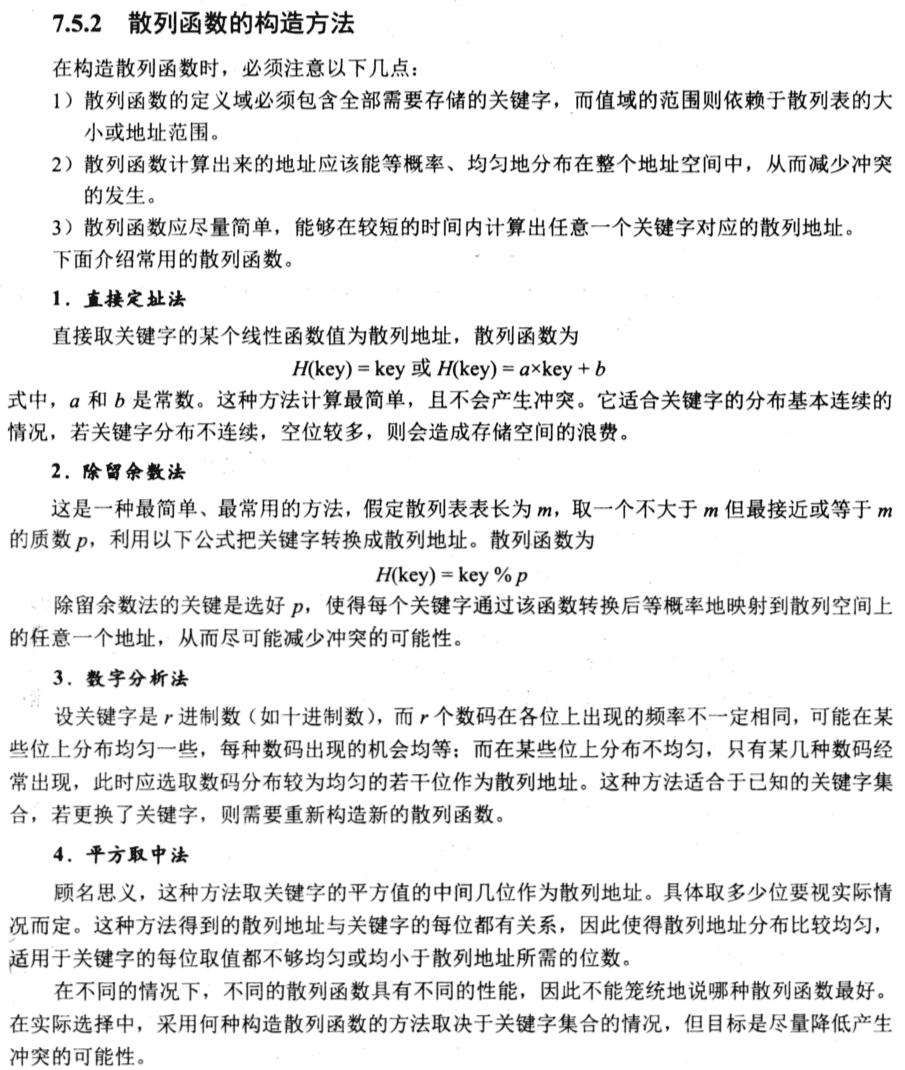 7.5.2 散列函数的构造方法
在构造散列函数时，必须注意以下几点：
1）散列函数的定义域必须包含全部需要存储的关键字，而值域的范围则依赖于散列表的大
小或地址范围。
2）散列函数计算出来的地址应该能等概率、均匀地分布在整个地址空间中，从而减少冲突
的发生。
3）散列函数应尽量简单，能够在较短的时间内计算出任意一个关键字对应的散列地址。
下面介绍常用的散列函数。
1．直接定址法
直接取关键字的某个线性函数值为散列地址，散列函数为
H(key) = key 或 H(key) = a×key + b
式中，a 和 b 是常数。这种方法计算最简单，且不会产生冲突。它适合关键字的分布基本连续的
情况，若关键字分布不连续，空位较多，则会造成存储空间的浪费。
2．除留余数法
这是一种最简单、最常用的方法，假定散列表表长为 m，取一个不大于 m 但最接近或等于 m
的质数 p，利用以下公式把关键字转换成散列地址。散列函数为
H(key) = key % p
除留余数法的关键是选好 p，使得每个关键字通过该函数转换后等概率地映射到散列空间上
的任意一个地址，从而尽可能减少冲突的可能性。
3．数字分析法
设关键字是 r 进制数（如十进制数），而 r 个数码在各位上出现的频率不一定相同，可能在某
些位上分布均匀一些，每种数码出现的机会均等；而在某些位上分布不均匀，只有某几种数码经
常出现，此时应选取数码分布较为均匀的若干位作为散列地址。这种方法适合于已知的关键字集
合，若更换了关键字，则需要重新构造新的散列函数。
4．平方取中法
顾名思义，这种方法取关键字的平方值的中间几位作为散列地址。具体取多少位要视实际情
况而定。这种方法得到的散列地址与关键字的每位都有关系，因此使得散列地址分布比较均匀，
适用于关键字的每位取值都不够均匀或均小于散列地址所需的位数。
在不同的情况下，不同的散列函数具有不同的性能，因此不能笼统地说哪种散列函数最好。
在实际选择中，采用何种构造散列函数的方法取决于关键字集合的情况，但目标是尽量降低产生
冲突的可能性。